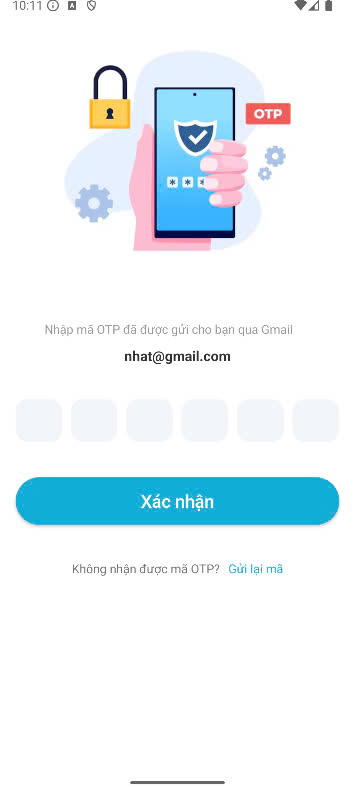 10:11
OTP
* * *
Nhập mã OTP đã được gửi cho bạn qua Gmail
nhat@gmail.com
Xác nhận
Không nhận được mã OTP? Gửi lại mã